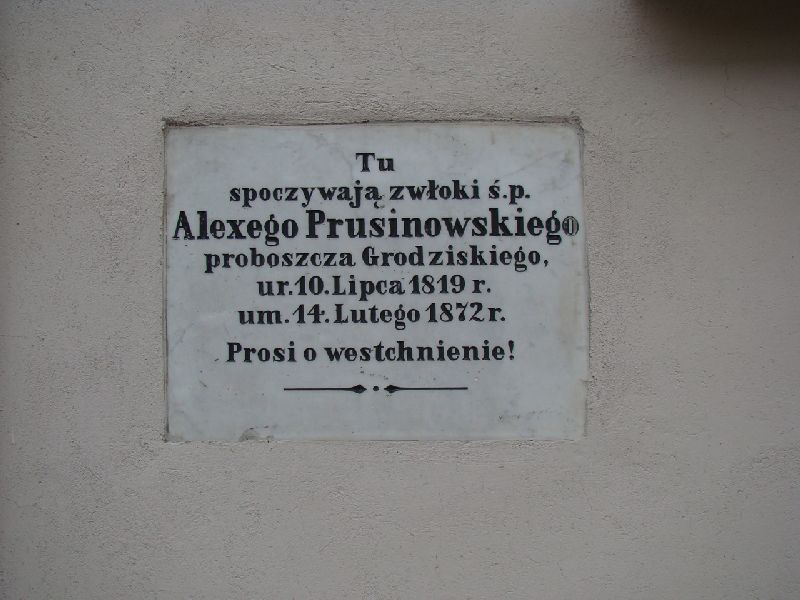 Tu
spoczywają zwłoki ś.p.
Alexego Prusinowskiego
proboszcza Grodziskiego,
ur. 10. Lipca 1819 r.
um. 14. Lutego 1872 r.
Prosi o westchnienie!